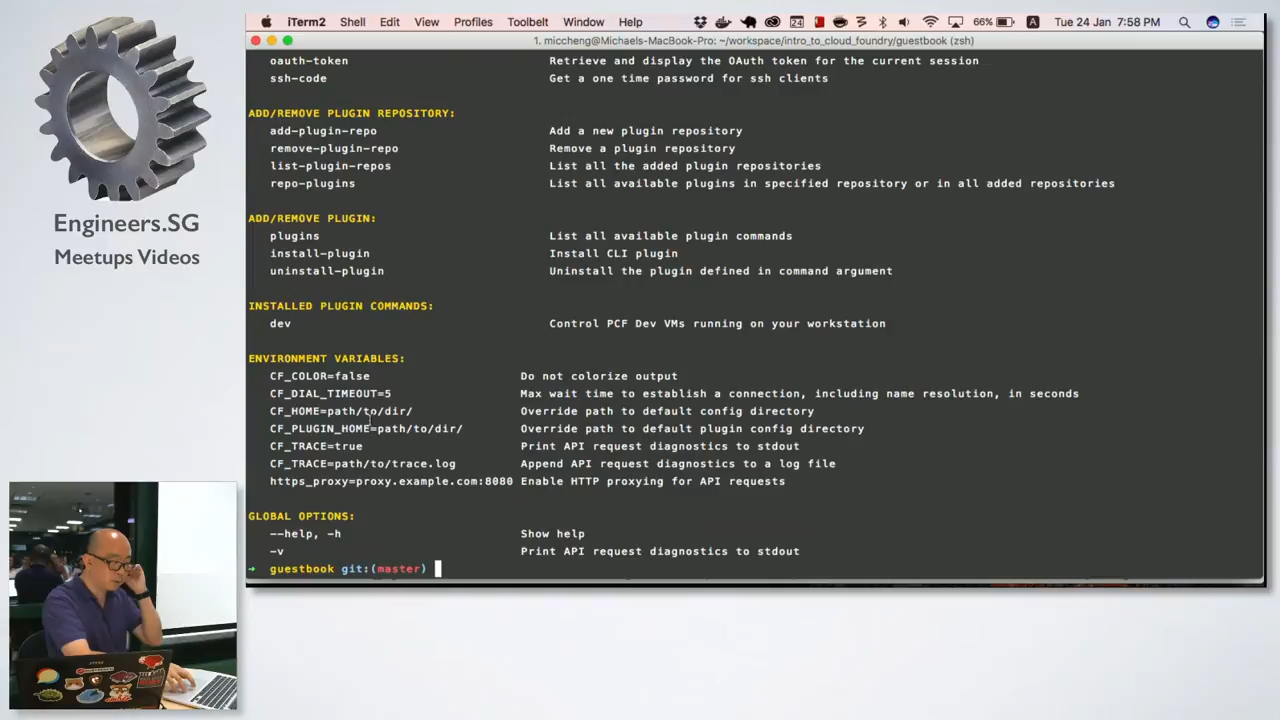 iTerm2 Shell Edit View Profiles Toolbelt Window Help 24 66% A Tue 24 Jan 7:58 PM
1. miccheng@Michaels-MacBook-Pro: ~/workspace/intro_to_cloud_foundry/guestbook (zsh)
oauth-token Retrieve and display the OAuth token for the current session
ssh-code Get a one time password for ssh clients
ADD/REMOVE PLUGIN REPOSITORY:
add-plugin-repo Add a new plugin repository
remove-plugin-repo Remove a plugin repository
list-plugin-repos List all the added plugin repositories
repo-plugins List all available plugins in specified repository or in all added repositories
ADD/REMOVE PLUGIN:
plugins List all available plugin commands
install-plugin Install CLI plugin
uninstall-plugin Uninstall the plugin defined in command argument
INSTALLED PLUGIN COMMANDS:
dev Control PCF Dev VMs running on your workstation
ENVIRONMENT VARIABLES:
CF_COLOR=false Do not colorize output
CF_DIAL_TIMEOUT=5 Max wait time to establish a connection, including name resolution, in seconds
CF_HOME=path/to/dir/ Override path to default config directory
CF_PLUGIN_HOME=path/to/dir/ Override path to default plugin config directory
CF_TRACE=true Print API request diagnostics to stdout
CF_TRACE=path/to/trace.log Append API request diagnostics to a log file
https_proxy=proxy.example.com:8080 Enable HTTP proxying for API requests
GLOBAL OPTIONS:
--help, -h Show help
-v Print API request diagnostics to stdout
guestbook git:(master)
Engineers.SG
Meetups Videos